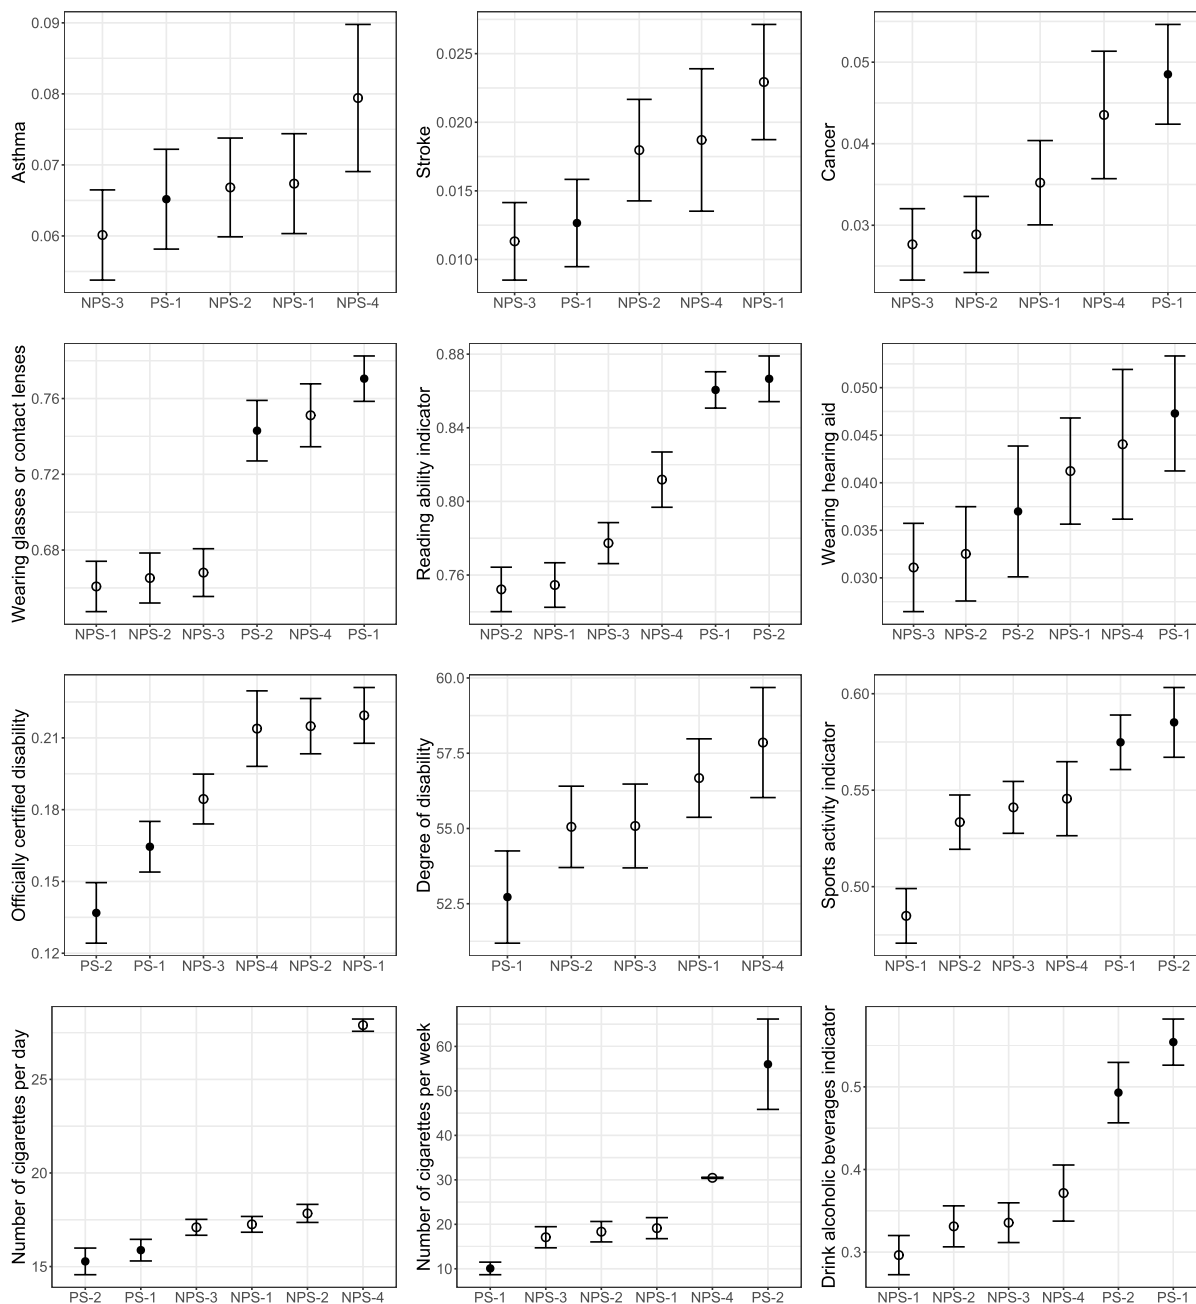 Asthma
0.09
0.08
0.07
0.06
NPS-3 PS-1 NPS-2 NPS-1 NPS-4
Stroke
0.025
0.020
0.015
0.010
NPS-3 PS-1 NPS-2 NPS-4 NPS-1
Cancer
0.05
0.04
0.03
NPS-3 NPS-2 NPS-1 NPS-4 PS-1
Wearing glasses or contact lenses
0.76
0.72
0.68
NPS-1 NPS-2 NPS-3 PS-2 NPS-4 PS-1
Reading ability indicator
0.88
0.84
0.80
0.76
NPS-2 NPS-1 NPS-3 NPS-4 PS-1 PS-2
Wearing hearing aid
0.050
0.045
0.040
0.035
0.030
NPS-3 NPS-2 PS-2 NPS-1 NPS-4 PS-1
Officially certified disability
0.21
0.18
0.15
0.12
PS-2 PS-1 NPS-3 NPS-4 NPS-2 NPS-1
Degree of disability
60.0
57.5
55.0
52.5
PS-1 NPS-2 NPS-3 NPS-1 NPS-4
Sports activity indicator
0.60
0.55
0.50
NPS-1 NPS-2 NPS-3 NPS-4 PS-1 PS-2
Number of cigarettes per day
25
20
15
PS-2 PS-1 NPS-3 NPS-1 NPS-2 NPS-4
Number of cigarettes per week
60
50
40
30
20
10
PS-1 NPS-3 NPS-2 NPS-1 NPS-4 PS-2
Drink alcoholic beverages indicator
0.5
0.4
0.3
NPS-1 NPS-2 NPS-3 NPS-4 PS-2 PS-1